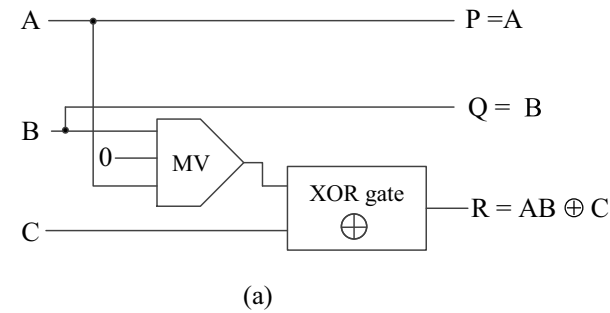 A P =A
B Q = B
0 MV
XOR gate
⊕
C R = AB ⊕ C
(a)